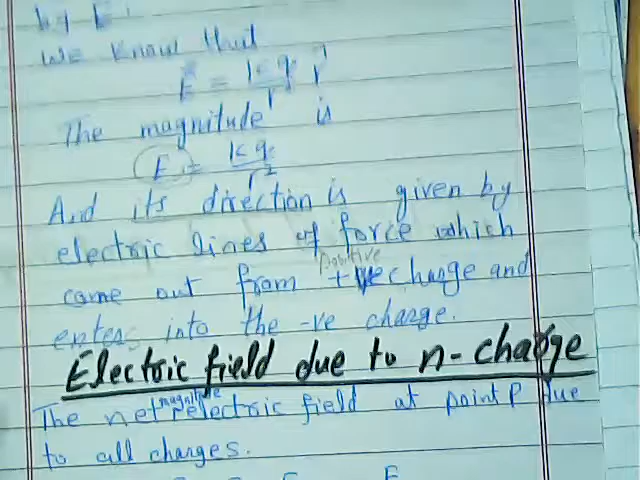 by E
We know that
E = kq/r r
The magnitude is
E = kq/r2
And its direction is given by
electric lines of force which
came out from +ve charge and
positive
enters into the -ve charge.
Electric field due to n-charge
The net electric field at point P due
magnitude
to all charges.